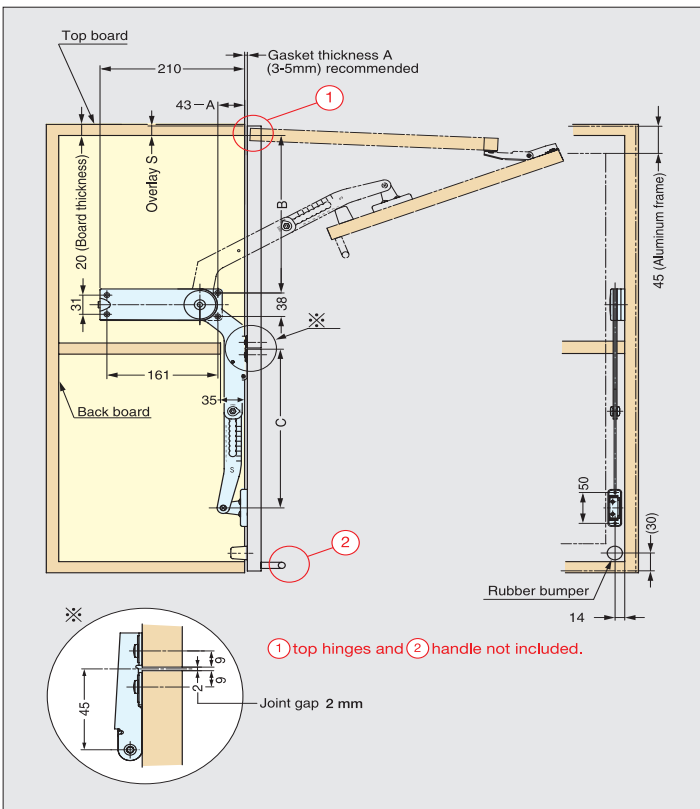 Top board
210
Gasket thickness A
(3-5mm) recommended
43-A
1
20 (Board thickness)
Overlay S
B
45 (Aluminum frame)
31
38
※
161
35
Back board
C
S
50
(30)
2
Rubber bumper
14
※
1 top hinges and 2 handle not included.
9
2
9
45
Joint gap 2 mm